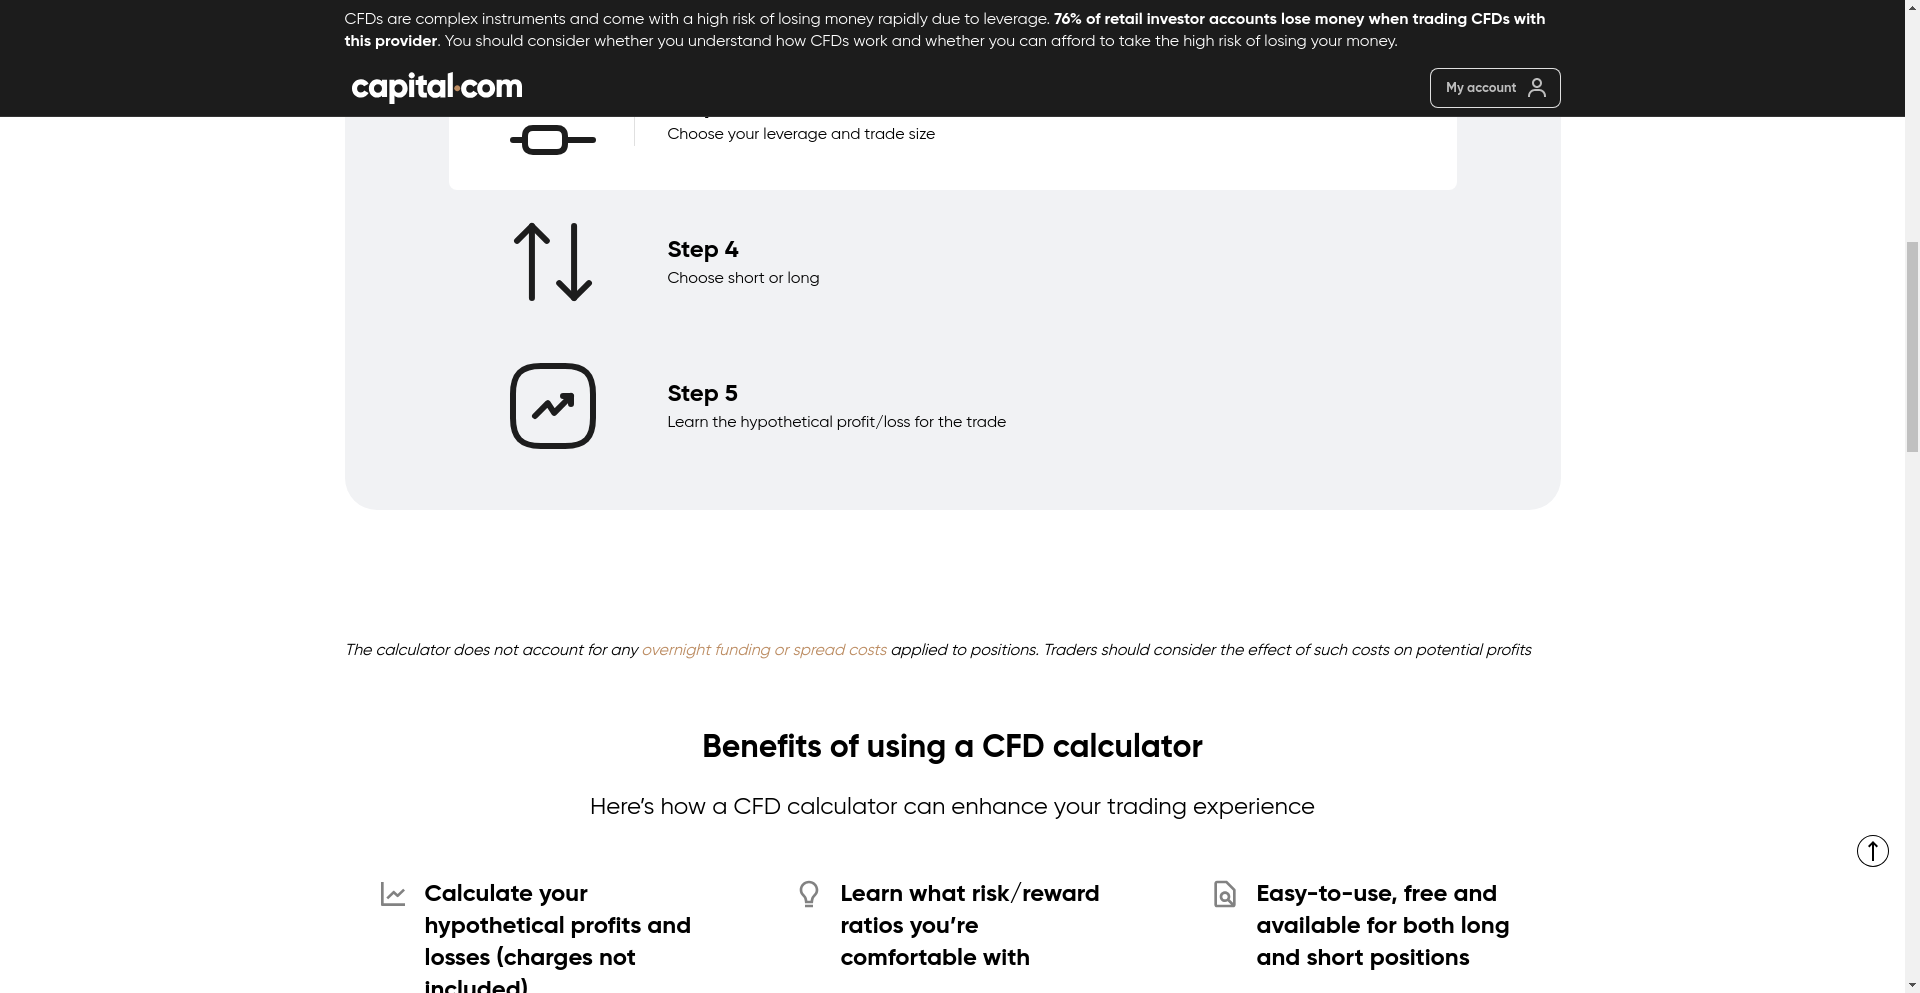 CFDs are complex instruments and come with a high risk of losing money rapidly due to leverage. 76% of retail investor accounts lose money when trading CFDs with
this provider. You should consider whether you understand how CFDs work and whether you can afford to take the high risk of losing your money.
capital.com
My account
Choose your leverage and trade size
Step 4
Choose short or long
Step 5
Learn the hypothetical profit/loss for the trade
The calculator does not account for any overnight funding or spread costs applied to positions. Traders should consider the effect of such costs on potential profits
Benefits of using a CFD calculator
Here’s how a CFD calculator can enhance your trading experience
Calculate your
hypothetical profits and
losses (charges not
included)
Learn what risk/reward
ratios you’re
comfortable with
Easy-to-use, free and
available for both long
and short positions